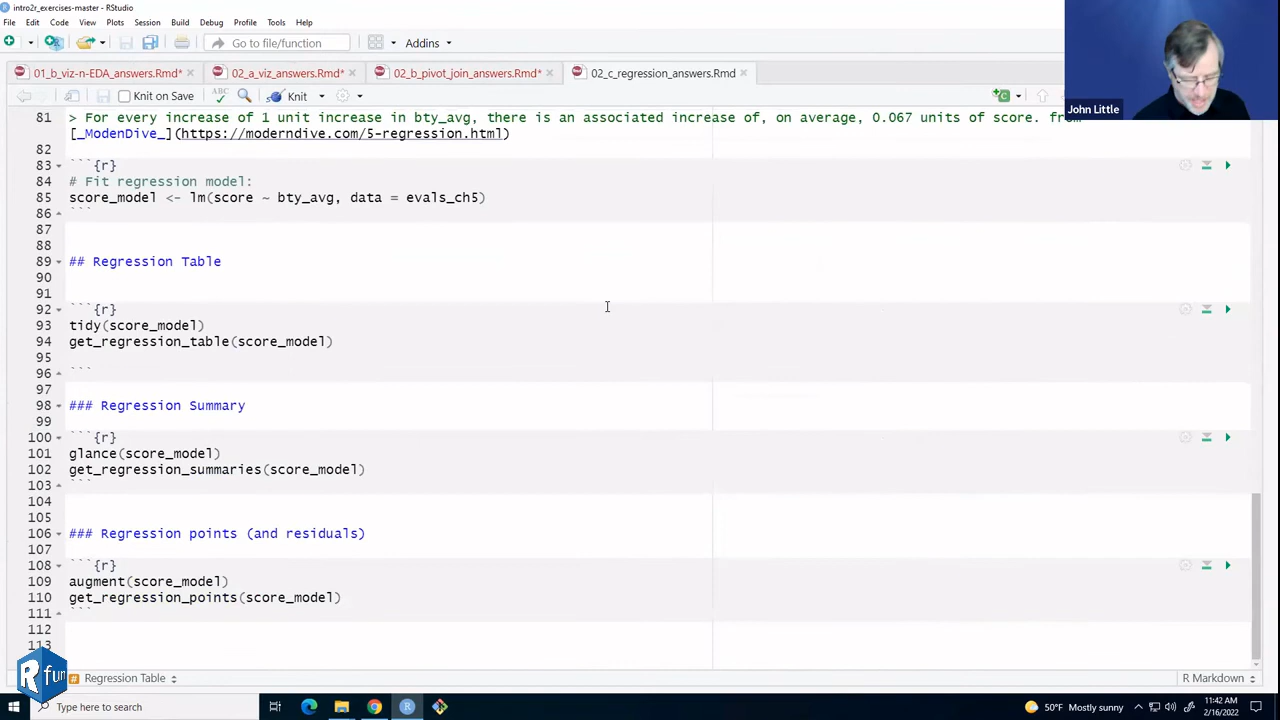 intro2r_exercises-master - RStudio
File Edit Code View Plots Session Build Debug Profile Tools Help
Go to file/function Addins
01_b_viz-n-EDA_answers.Rmd* 02_a_viz_answers.Rmd* 02_b_pivot_join_answers.Rmd* 02_c_regression_answers.Rmd
Knit on Save ABC Knit
John Little
81 > For every increase of 1 unit increase in bty_avg, there is an associated increase of, on average, 0.067 units of score. from
[_ModenDive_](https://moderndive.com/5-regression.html)
82
83 ```{r}
84 # Fit regression model:
85 score_model <- lm(score ~ bty_avg, data = evals_ch5)
86 ```
87
88
89 ## Regression Table
90
91
92 ```{r}
93 tidy(score_model)
94 get_regression_table(score_model)
95
96 ```
97
98 ### Regression Summary
99
100 ```{r}
101 glance(score_model)
102 get_regression_summaries(score_model)
103 ```
104
105
106 ### Regression points (and residuals)
107
108 ```{r}
109 augment(score_model)
110 get_regression_points(score_model)
111 ```
112
113
R fun
# Regression Table R Markdown
Type here to search
50°F Mostly sunny
11:42 AM
2/16/2022